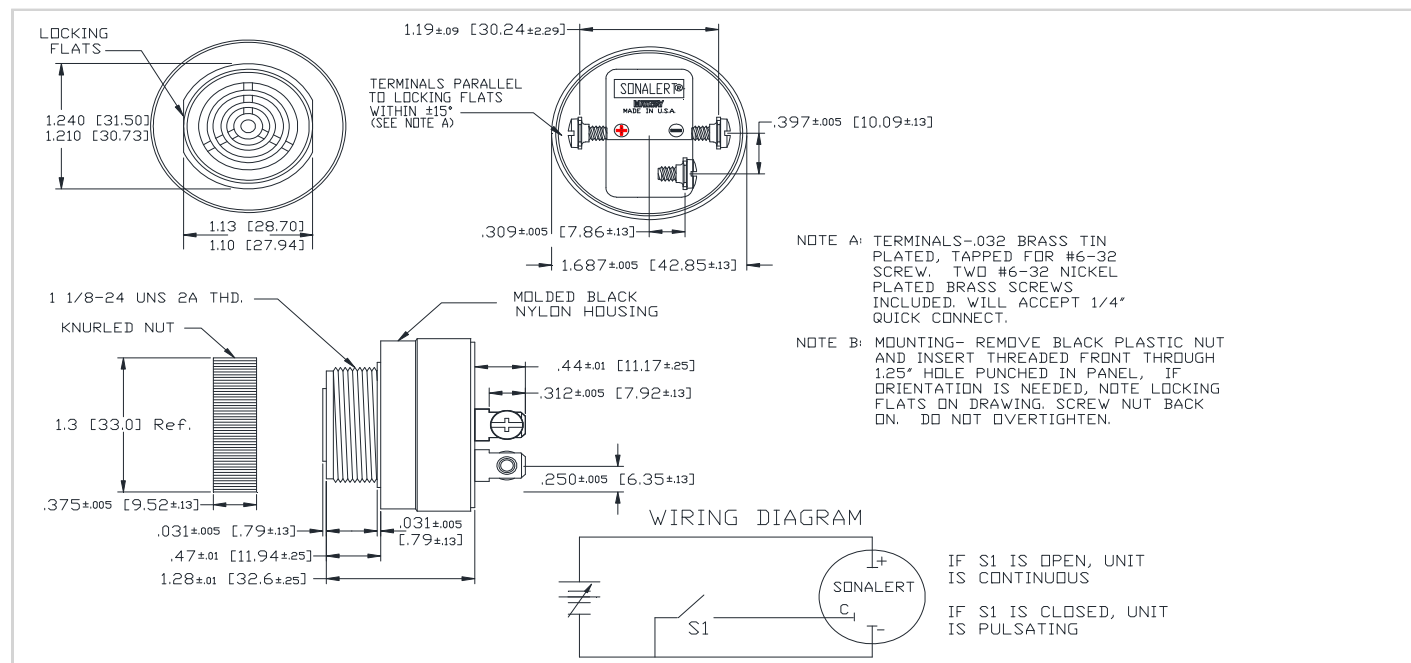 LOCKING
FLATS
1.240 [31.50]
1.210 [30.73]
1.13 [28.70]
1.10 [27.94]
1.19±.09 [30.24±2.29]
TERMINALS PARALLEL
TO LOCKING FLATS
WITHIN ±15°
(SEE NOTE A)
SONALERT®
MADE IN U.S.A.
+ −
.397±.005 [10.09±.13]
.309±.005 [7.86±.13]
1.687±.005 [42.85±.13]
NOTE A: TERMINALS-.032 BRASS TIN
PLATED, TAPPED FOR #6-32
SCREW. TWO #6-32 NICKEL
PLATED BRASS SCREWS
INCLUDED. WILL ACCEPT 1/4"
QUICK CONNECT.
NOTE B: MOUNTING- REMOVE BLACK PLASTIC NUT
AND INSERT THREADED FRONT THROUGH
1.25" HOLE PUNCHED IN PANEL, IF
ORIENTATION IS NEEDED, NOTE LOCKING
FLATS ON DRAWING. SCREW NUT BACK
ON. DO NOT OVERTIGHTEN.
1 1/8-24 UNS 2A THD.
KNURLED NUT
MOLDED BLACK
NYLON HOUSING
1.3 [33.0] Ref.
.375±.005 [9.52±.13]
.44±.01 [11.17±.25]
.312±.005 [7.92±.13]
.250±.005 [6.35±.13]
.031±.005 [.79±.13]
.031±.005
[.79±.13]
.47±.01 [11.94±.25]
1.28±.01 [32.6±.25]
WIRING DIAGRAM
+
SONALERT
C
−
S1
IF S1 IS OPEN, UNIT
IS CONTINUOUS
IF S1 IS CLOSED, UNIT
IS PULSATING